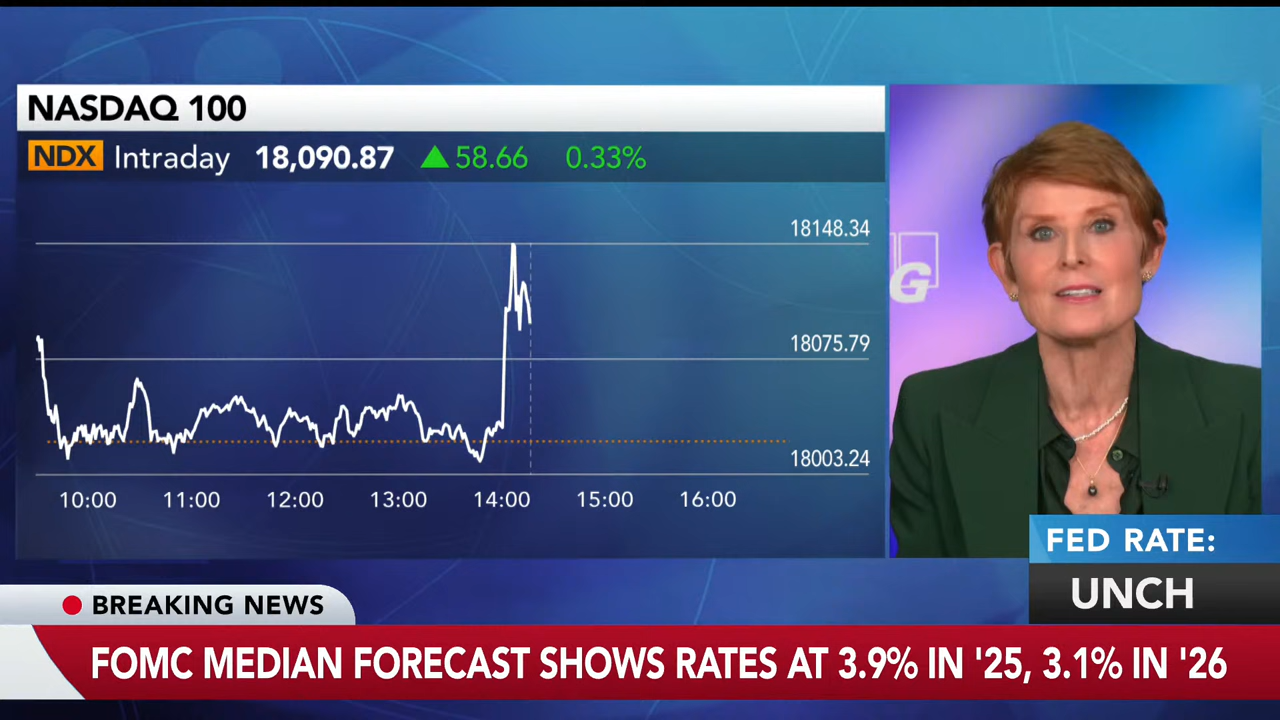 NASDAQ 100
NDX Intraday 18,090.87 ▲ 58.66 0.33%
18148.34
18075.79
18003.24
10:00 11:00 12:00 13:00 14:00 15:00 16:00
G
FED RATE:
UNCH
BREAKING NEWS
FOMC MEDIAN FORECAST SHOWS RATES AT 3.9% IN '25, 3.1% IN '26